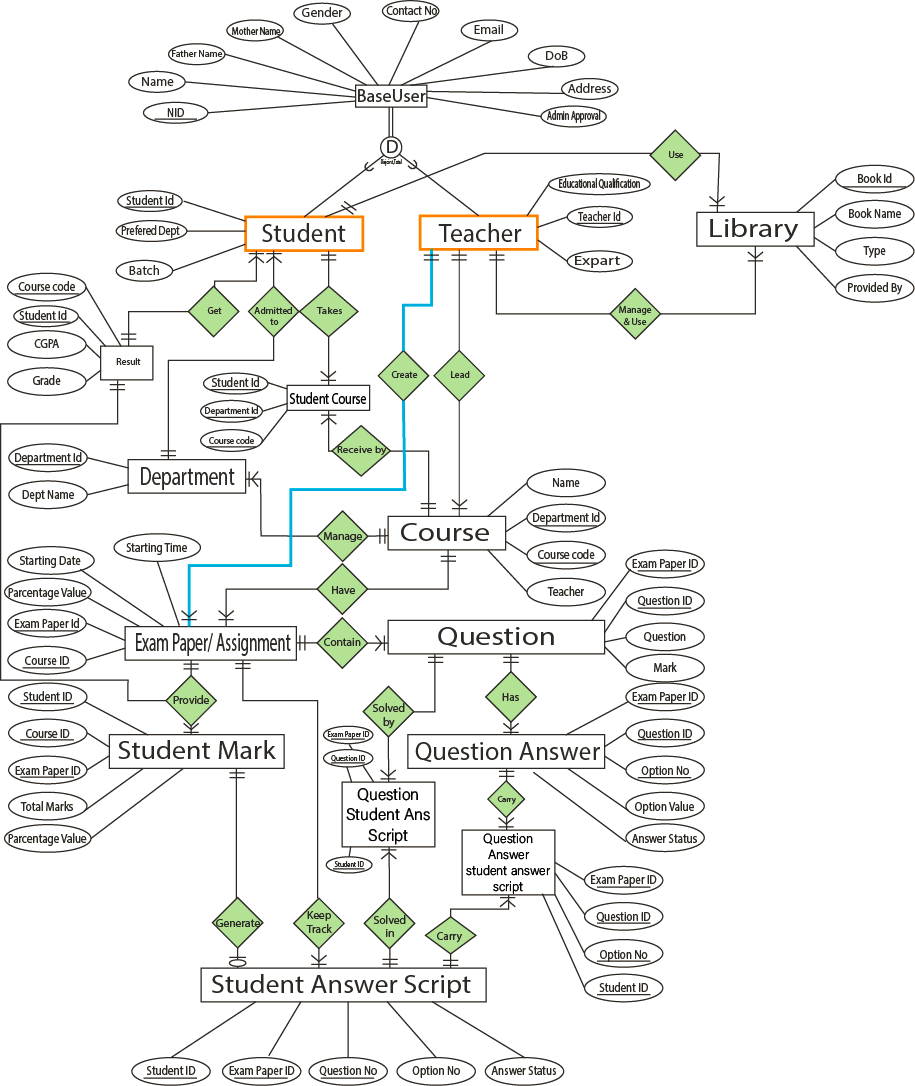 Gender
Contact No
Mother Name
Email
Father Name
DoB
Name
BaseUser
Address
NID
Admin Approval
D
Use
Student Id
Educational Qualification
Book Id
Prefered Dept
Student
Teacher
Teacher Id
Library
Book Name
Batch
Expart
Type
Course code
Provided By
Student Id
Get
Admitted
to
Takes
Manage
& Use
CGPA
Result
Grade
Student Id
Student Course
Create
Lead
Department Id
Course code
Receive by
Department Id
Department
Dept Name
Name
Course
Department Id
Manage
Course code
Teacher
Starting Time
Starting Date
Have
Exam Paper ID
Parcentage Value
Question ID
Exam Paper Id
Exam Paper/ Assignment
Contain
Question
Question
Course ID
Mark
Student ID
Provide
Solved
by
Has
Exam Paper ID
Course ID
Student Mark
Exam Paper ID
Question Answer
Question ID
Exam Paper ID
Question ID
Option No
Total Marks
Question
Student Ans
Script
Carry
Option Value
Parcentage Value
Answer Status
Student ID
Question
Answer
student answer
script
Exam Paper ID
Generate
Keep
Track
Solved
in
Carry
Question ID
Option No
Student Answer Script
Student ID
Student ID
Exam Paper ID
Question No
Option No
Answer Status